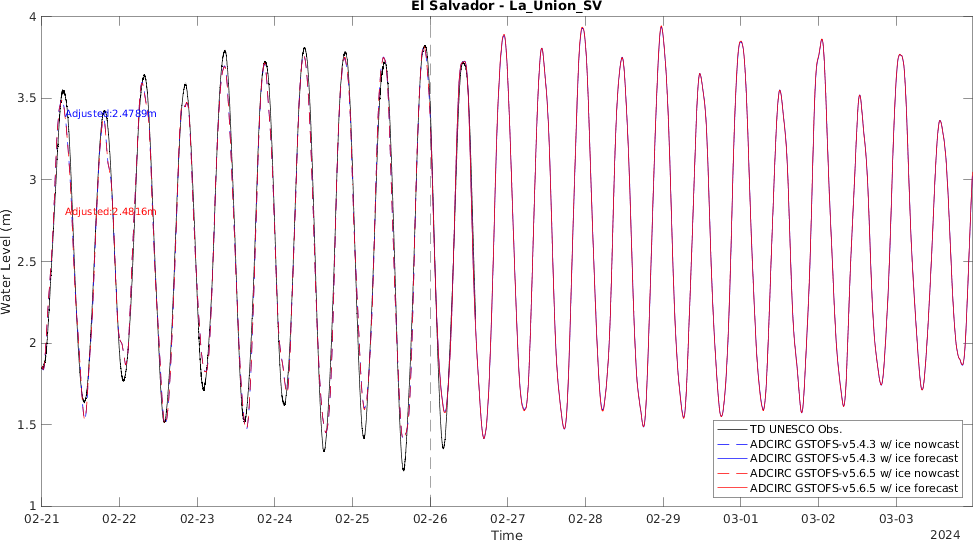 El Salvador - La_Union_SV
4
3.5
3
2.5
2
1.5
1
Water Level (m)
Adjusted:2.4789m
Adjusted:2.4816m
TD UNESCO Obs.
ADCIRC GSTOFS-v5.4.3 w/ ice nowcast
ADCIRC GSTOFS-v5.4.3 w/ ice forecast
ADCIRC GSTOFS-v5.6.5 w/ ice nowcast
ADCIRC GSTOFS-v5.6.5 w/ ice forecast
02-21 02-22 02-23 02-24 02-25 02-26 02-27 02-28 02-29 03-01 03-02 03-03
Time
2024